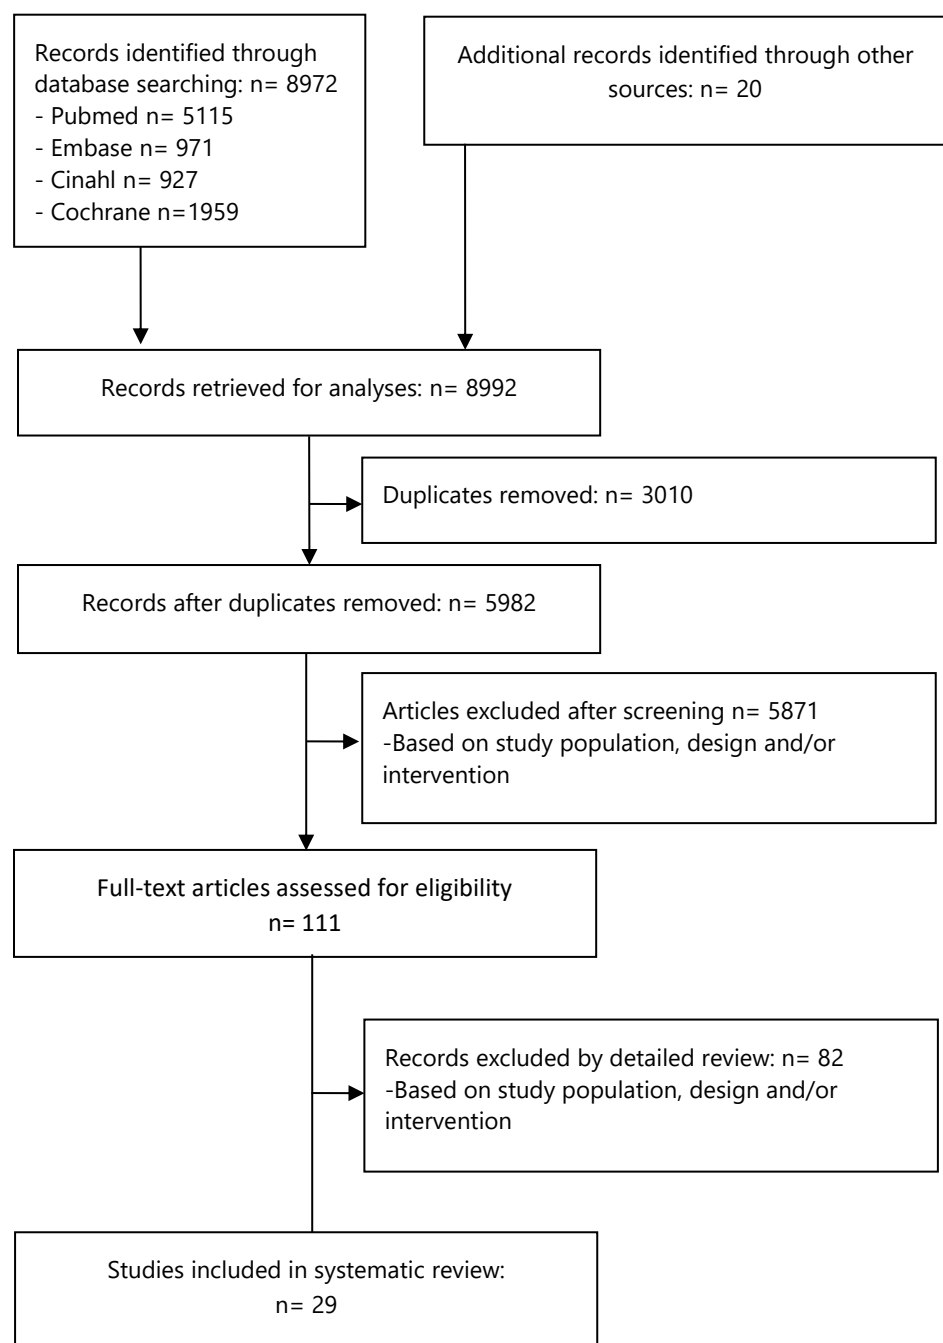 Records identified through
database searching: n= 8972
- Pubmed n= 5115
- Embase n= 971
- Cinahl n= 927
- Cochrane n=1959
Additional records identified through other
sources: n= 20
Records retrieved for analyses: n= 8992
Duplicates removed: n= 3010
Records after duplicates removed: n= 5982
Articles excluded after screening n= 5871
-Based on study population, design and/or
intervention
Full-text articles assessed for eligibility
n= 111
Records excluded by detailed review: n= 82
-Based on study population, design and/or
intervention
Studies included in systematic review:
n= 29